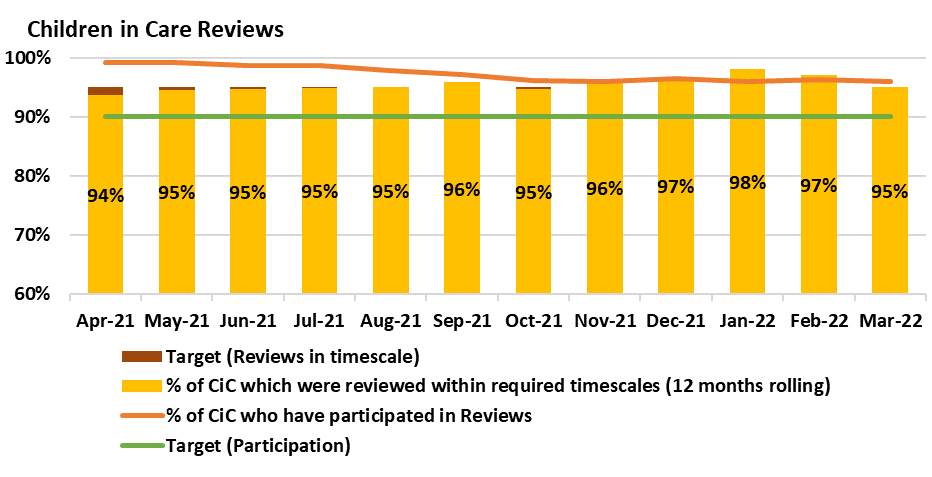 Children in Care Reviews
100%
90%
80%
70%
60%
94% 95% 95% 95% 95% 96% 95% 96% 97% 98% 97% 95%
Apr-21 May-21 Jun-21 Jul-21 Aug-21 Sep-21 Oct-21 Nov-21 Dec-21 Jan-22 Feb-22 Mar-22
Target (Reviews in timescale)
% of CiC which were reviewed within required timescales (12 months rolling)
% of CiC who have participated in Reviews
Target (Participation)